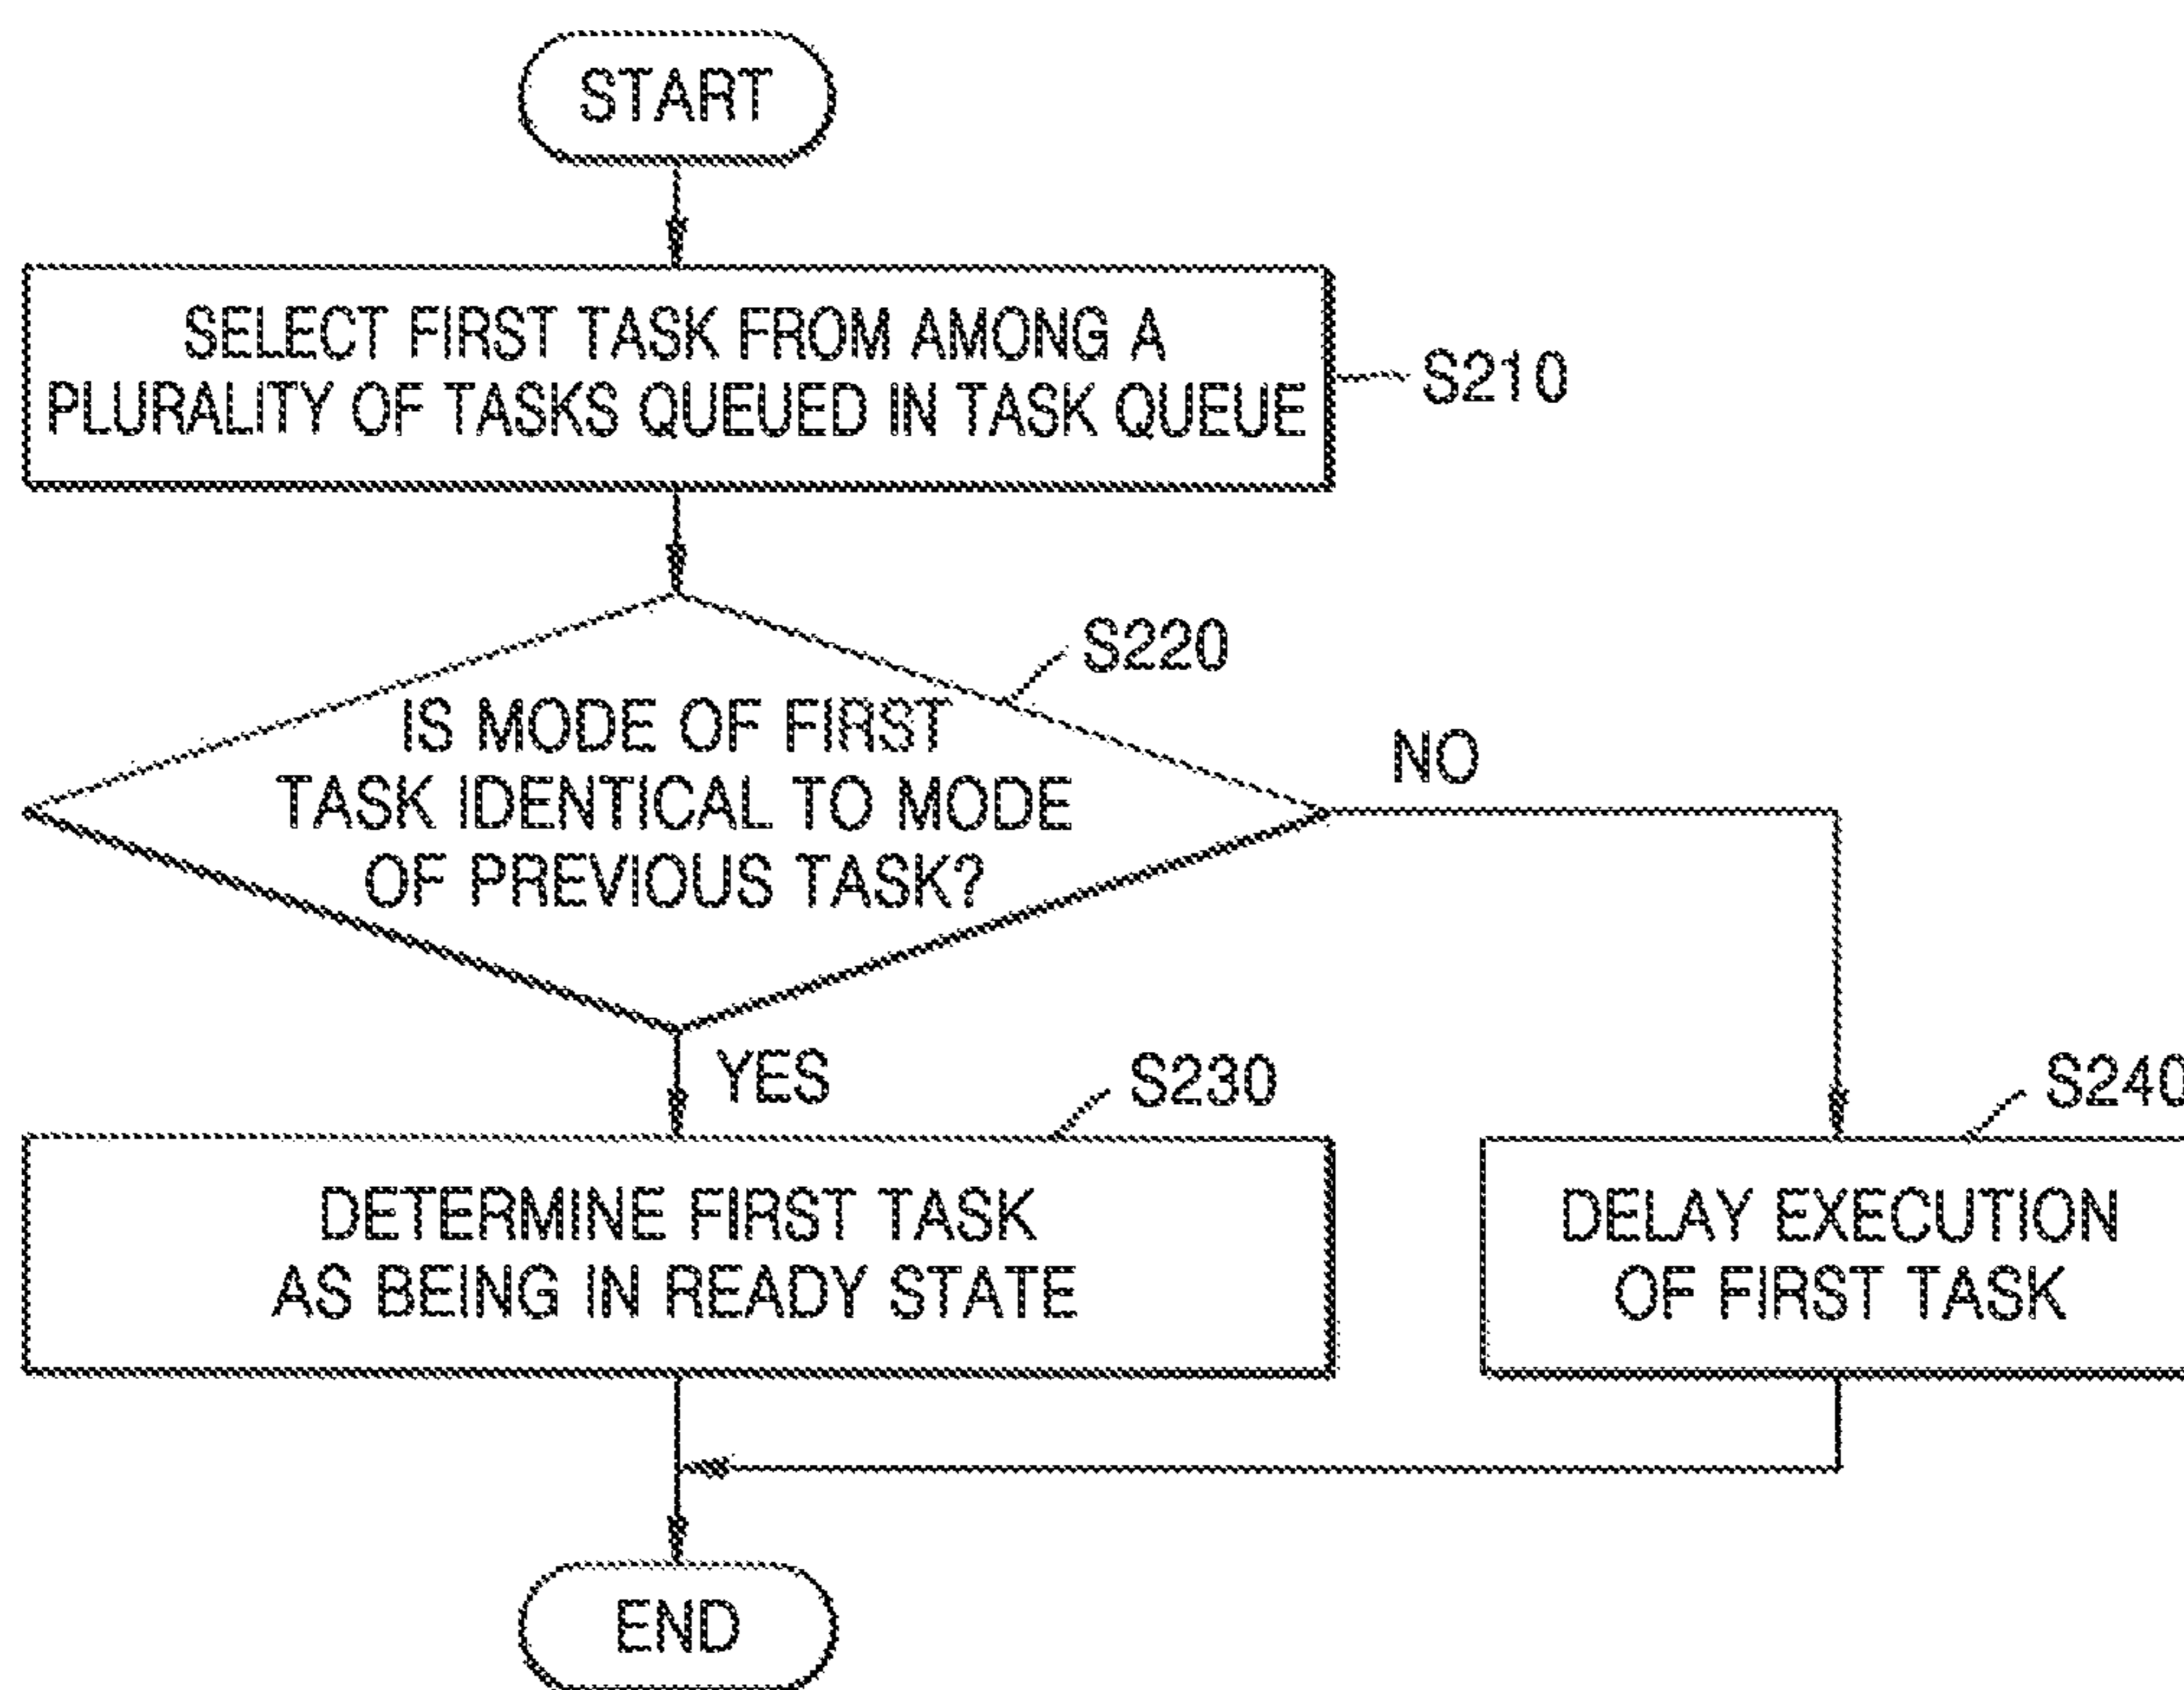 START
SELECT FIRST TASK FROM AMONG A
PLURALITY OF TASKS QUEUED IN TASK QUEUE
S210
S220
IS MODE OF FIRST
TASK IDENTICAL TO MODE
OF PREVIOUS TASK?
NO
YES
S230
DETERMINE FIRST TASK
AS BEING IN READY STATE
S240
DELAY EXECUTION
OF FIRST TASK
END